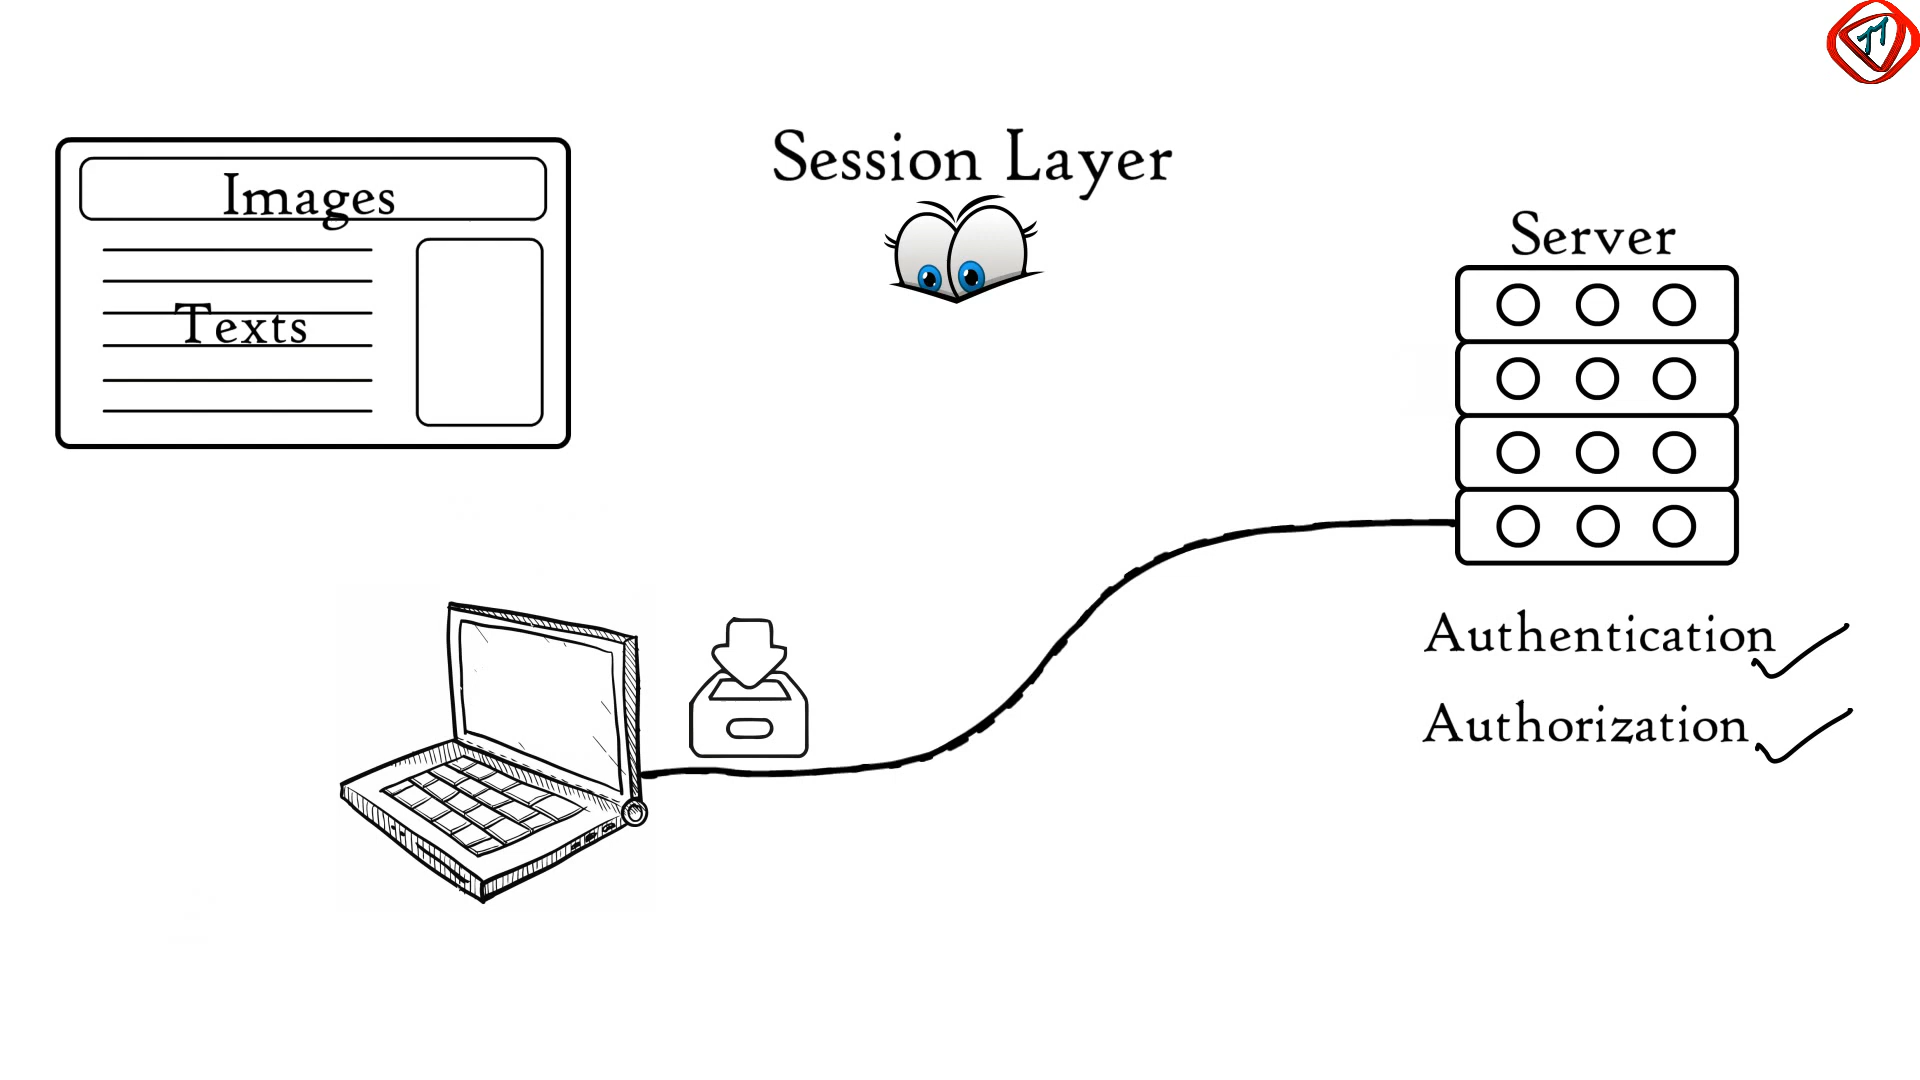 Session Layer
Images
Texts
Server
Authentication
Authorization